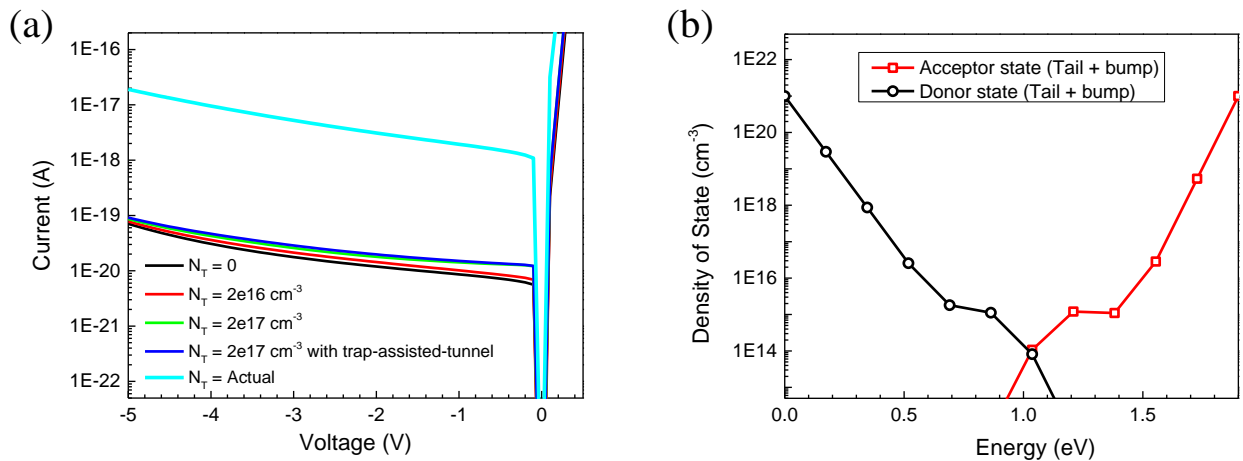 (a)
1E-16
1E-17
1E-18
1E-19
1E-20
1E-21
1E-22
Current (A)
N_T = 0
N_T = 2e16 cm^-3
N_T = 2e17 cm^-3
N_T = 2e17 cm^-3 with trap-assisted-tunnel
N_T = Actual
-5 -4 -3 -2 -1 0
Voltage (V)
(b)
1E22
1E20
1E18
1E16
1E14
Density of State (cm^-3)
Acceptor state (Tail + bump)
Donor state (Tail + bump)
0.0 0.5 1.0 1.5
Energy (eV)